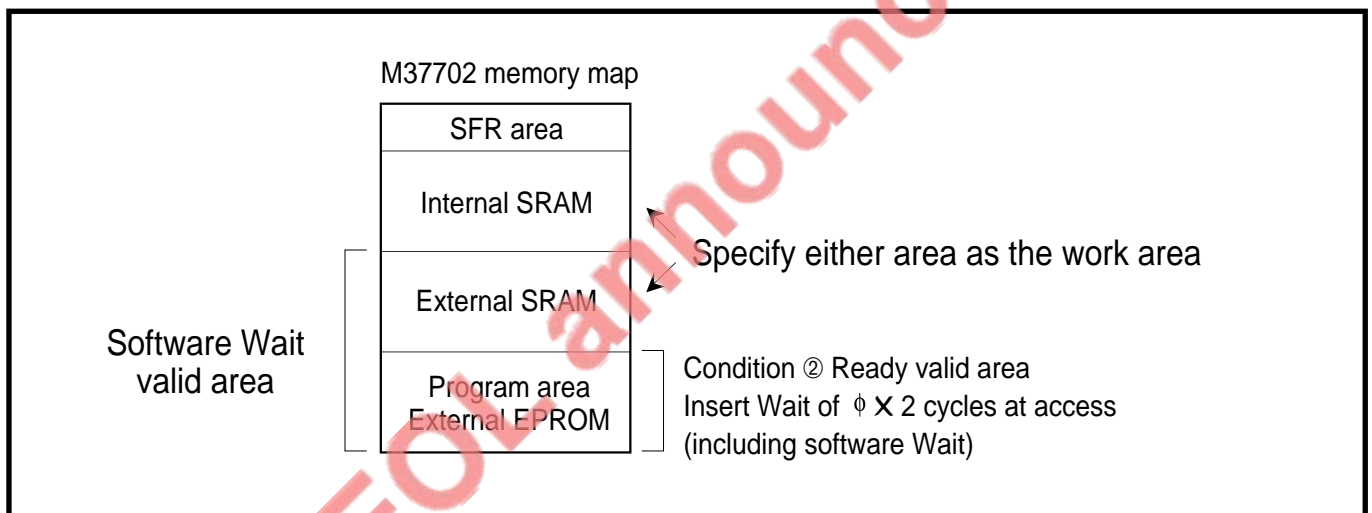 M37702 memory map
SFR area
Internal SRAM
Specify either area as the work area
External SRAM
Software Wait
valid area
Program area
External EPROM
Condition ② Ready valid area
Insert Wait of ϕ X 2 cycles at access
(including software Wait)
EOL announc